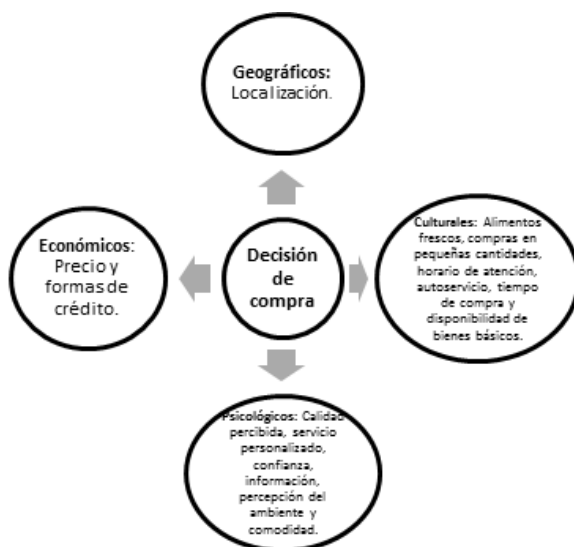 Geográficos:
Localización.
Económicos:
Precio y
formas de
crédito.
Decisión
de
compra
Culturales: Alimentos
frescos, compras en
pequeñas cantidades,
horario de atención,
autoservicio, tiempo
de compra y
disponibilidad de
bienes básicos.
Psicológicos: Calidad
percibida, servicio
personalizado,
confianza,
información,
percepción del
ambiente y
comodidad.